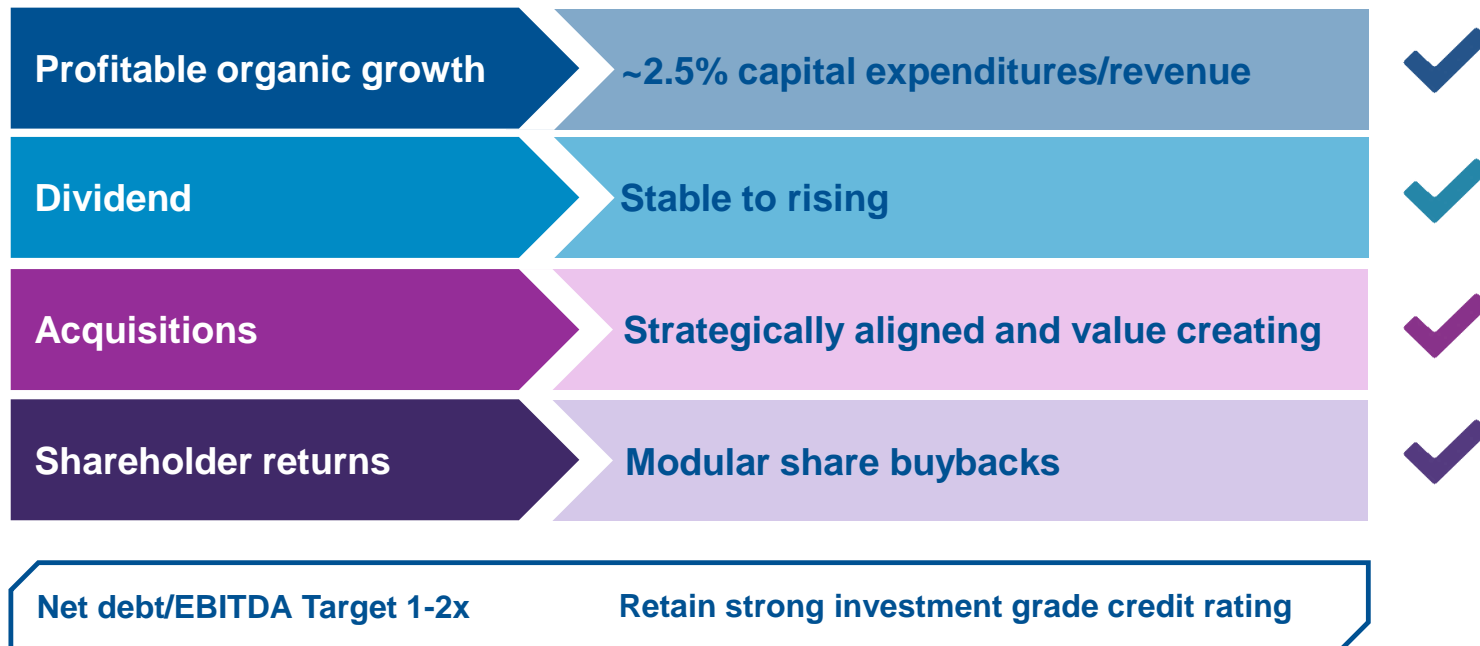 Profitable organic growth
~2.5% capital expenditures/revenue
Dividend
Stable to rising
Acquisitions
Strategically aligned and value creating
Shareholder returns
Modular share buybacks
Net debt/EBITDA Target 1-2x
Retain strong investment grade credit rating